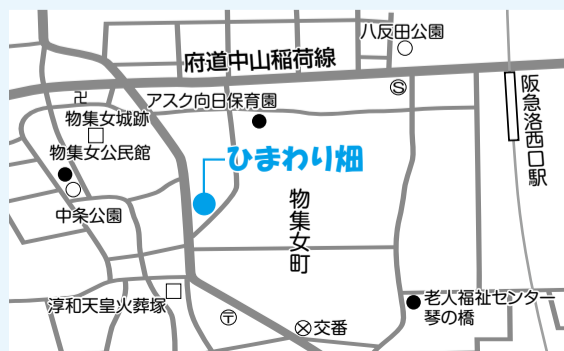 八反田公園
府道中山稲荷線
Ⓢ
卍
アスク向日保育園
物集女城跡
阪急洛西口駅
物集女公民館
ひまわり畑
物集女町
中条公園
淳和天皇火葬塚
老人福祉センター
琴の橋
〒
交番